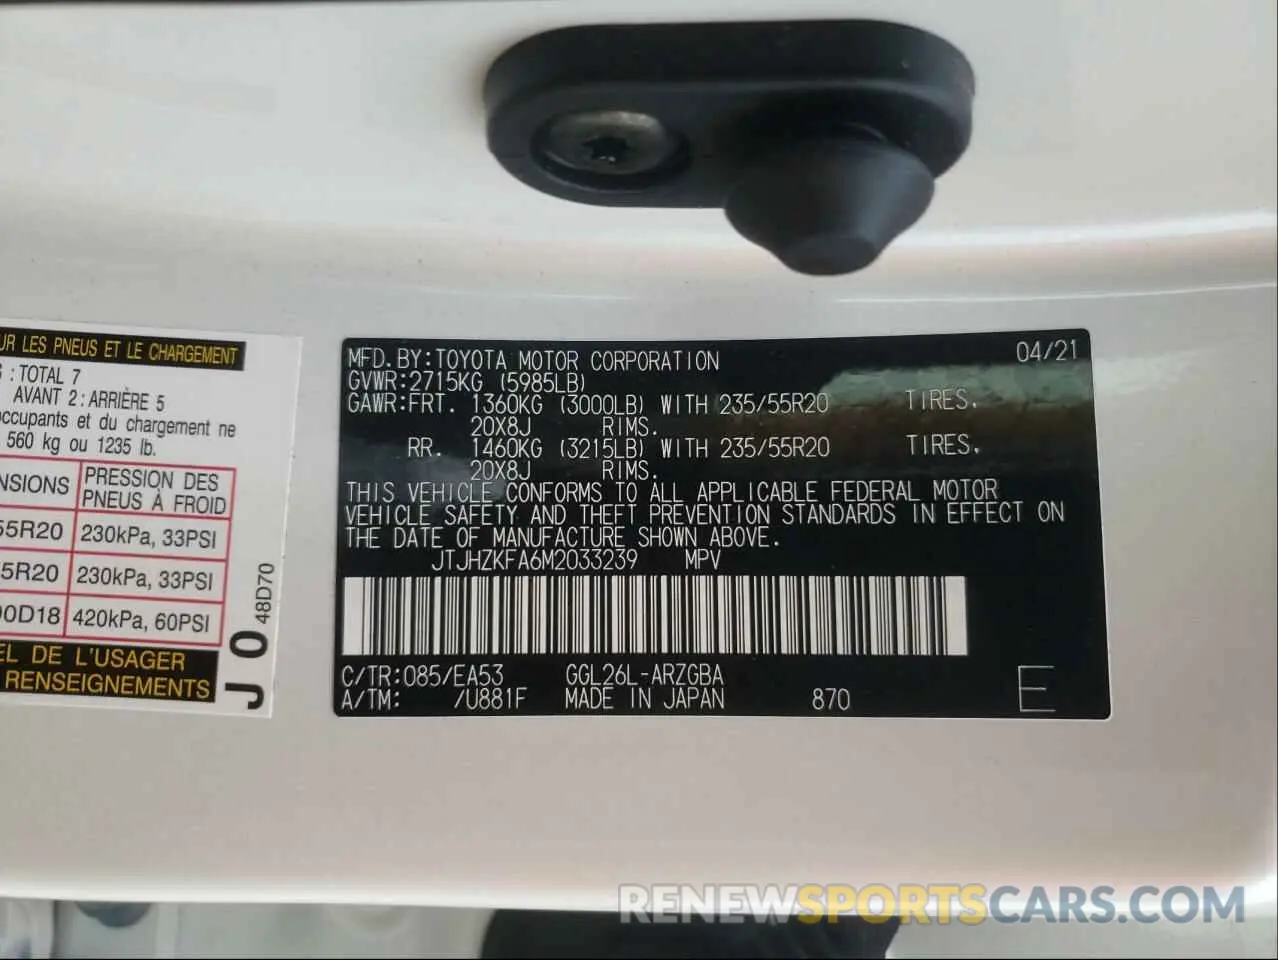 UR LES PNEUS ET LE CHARGEMENT
: TOTAL 7
AVANT 2: ARRIÈRE 5
occupants et du chargement ne
560 kg ou 1235 lb.
NSIONS PRESSION DES
PNEUS À FROID
55R20 230kPa, 33PSI
5R20 230kPa, 33PSI
90D18 420kPa, 60PSI
EL DE L'USAGER
RENSEIGNEMENTS
J 0
48D70
MFD. BY: TOYOTA MOTOR CORPORATION 04/21
GVWR: 2715KG (5985LB)
GAWR: FRT. 1360KG (3000LB) WITH 235/55R20 TIRES.
20X8J RIMS.
RR. 1460KG (3215LB) WITH 235/55R20 TIRES.
20X8J RIMS.
THIS VEHICLE CONFORMS TO ALL APPLICABLE FEDERAL MOTOR
VEHICLE SAFETY AND THEFT PREVENTION STANDARDS IN EFFECT ON
THE DATE OF MANUFACTURE SHOWN ABOVE.
JTJHZKFA6M2033239 MPV
C/TR: 085/EA53 GGL26L-ARZGBA
A/TM: /U881F MADE IN JAPAN 870 E
RENEWSPORTSCARS.COM